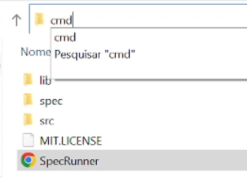 cmd
cmd
Pesquisar "cmd"
Nome
lib
spec
src
MIT.LICENSE
SpecRunner